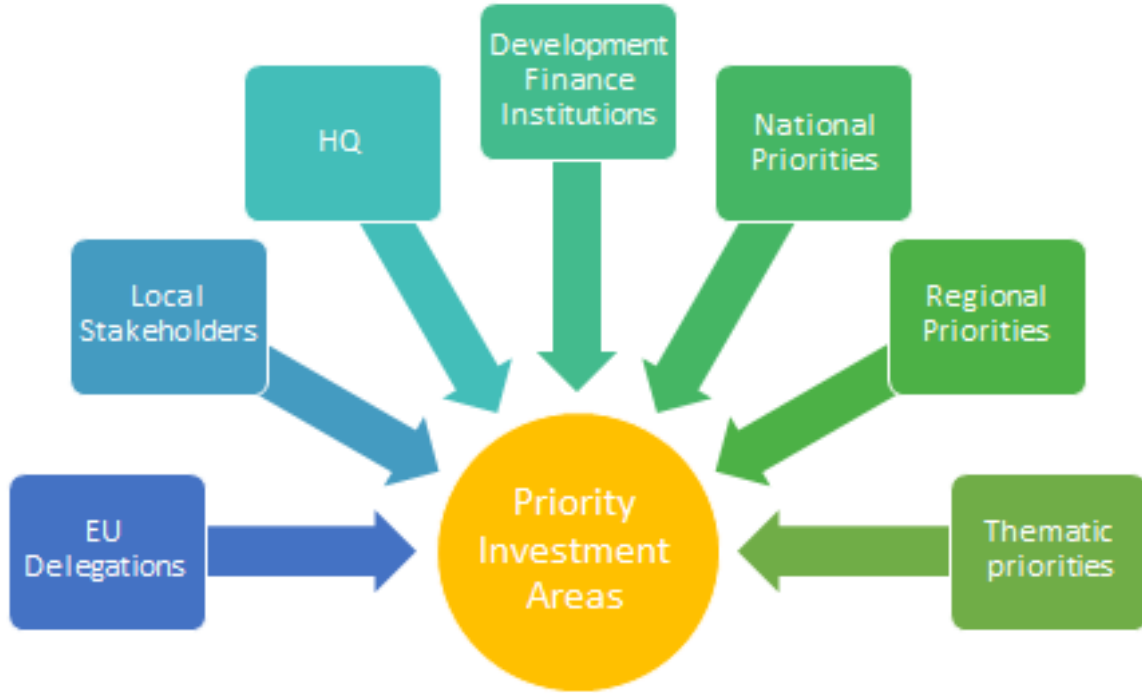 Development
Finance
Institutions
HQ
National
Priorities
Local
Stakeholders
Regional
Priorities
EU
Delegations
Priority
Investment
Areas
Thematic
priorities